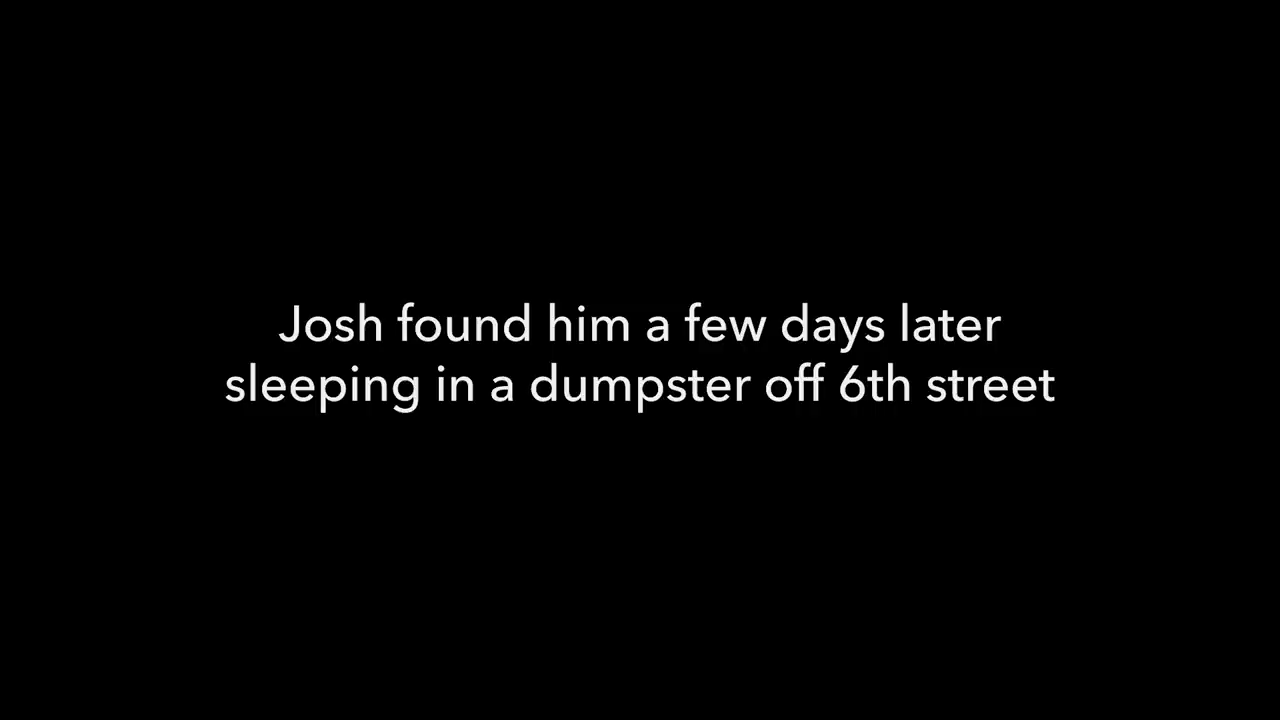 Josh found him a few days later
sleeping in a dumpster off 6th street